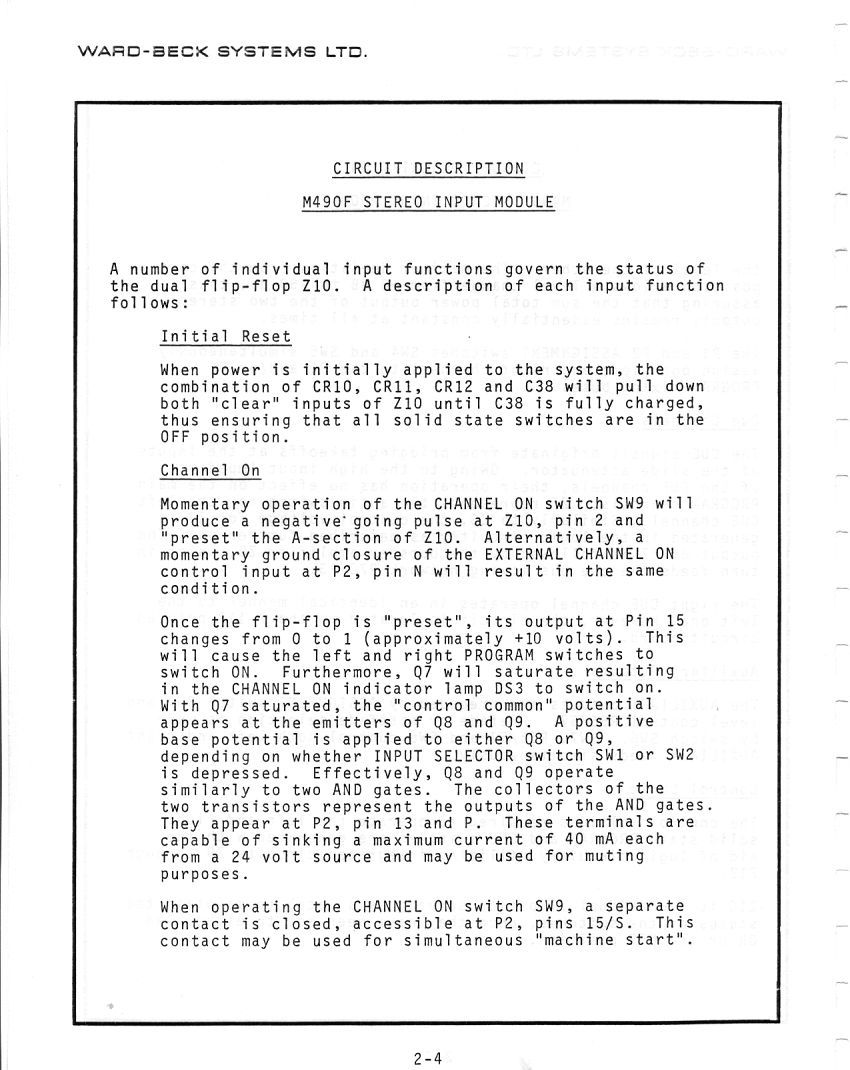 WARD-BECK SYSTEMS LTD.
CIRCUIT DESCRIPTION
M490F STEREO INPUT MODULE
A number of individual input functions govern the status of
the dual flip-flop Z10. A description of each input function
follows:
Initial Reset
When power is initially applied to the system, the
combination of CR10, CR11, CR12 and C38 will pull down
both "clear" inputs of Z10 until C38 is fully charged,
thus ensuring that all solid state switches are in the
OFF position.
Channel On
Momentary operation of the CHANNEL ON switch SW9 will
produce a negative going pulse at Z10, pin 2 and
"preset" the A-section of Z10. Alternatively, a
momentary ground closure of the EXTERNAL CHANNEL ON
control input at P2, pin N will result in the same
condition.
Once the flip-flop is "preset", its output at Pin 15
changes from 0 to 1 (approximately +10 volts). This
will cause the left and right PROGRAM switches to
switch ON. Furthermore, Q7 will saturate resulting
in the CHANNEL ON indicator lamp DS3 to switch on.
With Q7 saturated, the "control common" potential
appears at the emitters of Q8 and Q9. A positive
base potential is applied to either Q8 or Q9,
depending on whether INPUT SELECTOR switch SW1 or SW2
is depressed. Effectively, Q8 and Q9 operate
similarly to two AND gates. The collectors of the
two transistors represent the outputs of the AND gates.
They appear at P2, pin 13 and P. These terminals are
capable of sinking a maximum current of 40 mA each
from a 24 volt source and may be used for muting
purposes.
When operating the CHANNEL ON switch SW9, a separate
contact is closed, accessible at P2, pins 15/S. This
contact may be used for simultaneous "machine start".
2-4